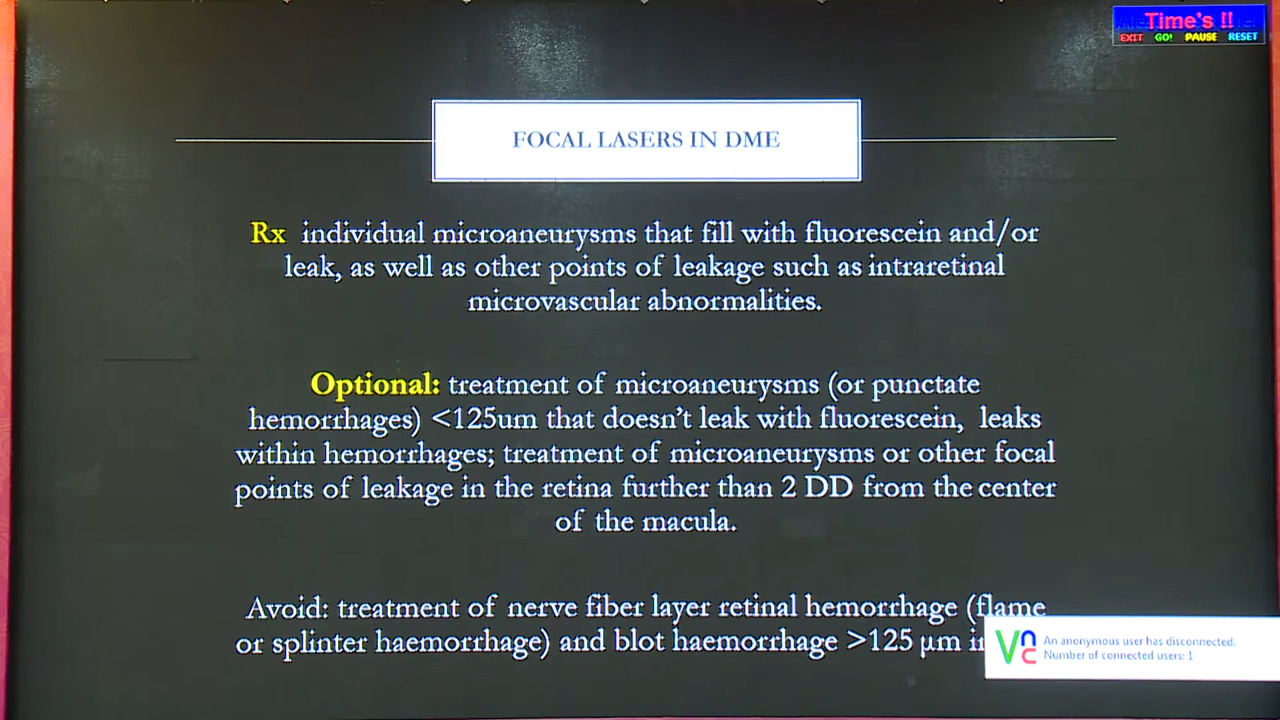 Time's !!
EXIT GO! PAUSE RESET
FOCAL LASERS IN DME
Rx individual microaneurysms that fill with fluorescein and/or
leak, as well as other points of leakage such as intraretinal
microvascular abnormalities.
Optional: treatment of microaneurysms (or punctate
hemorrhages) <125um that doesn't leak with fluorescein, leaks
within hemorrhages; treatment of microaneurysms or other focal
points of leakage in the retina further than 2 DD from the center
of the macula.
Avoid: treatment of nerve fiber layer retinal hemorrhage (flame
or splinter haemorrhage) and blot haemorrhage >125 µm
Vnc
An anonymous user has disconnected.
Number of connected users: 1